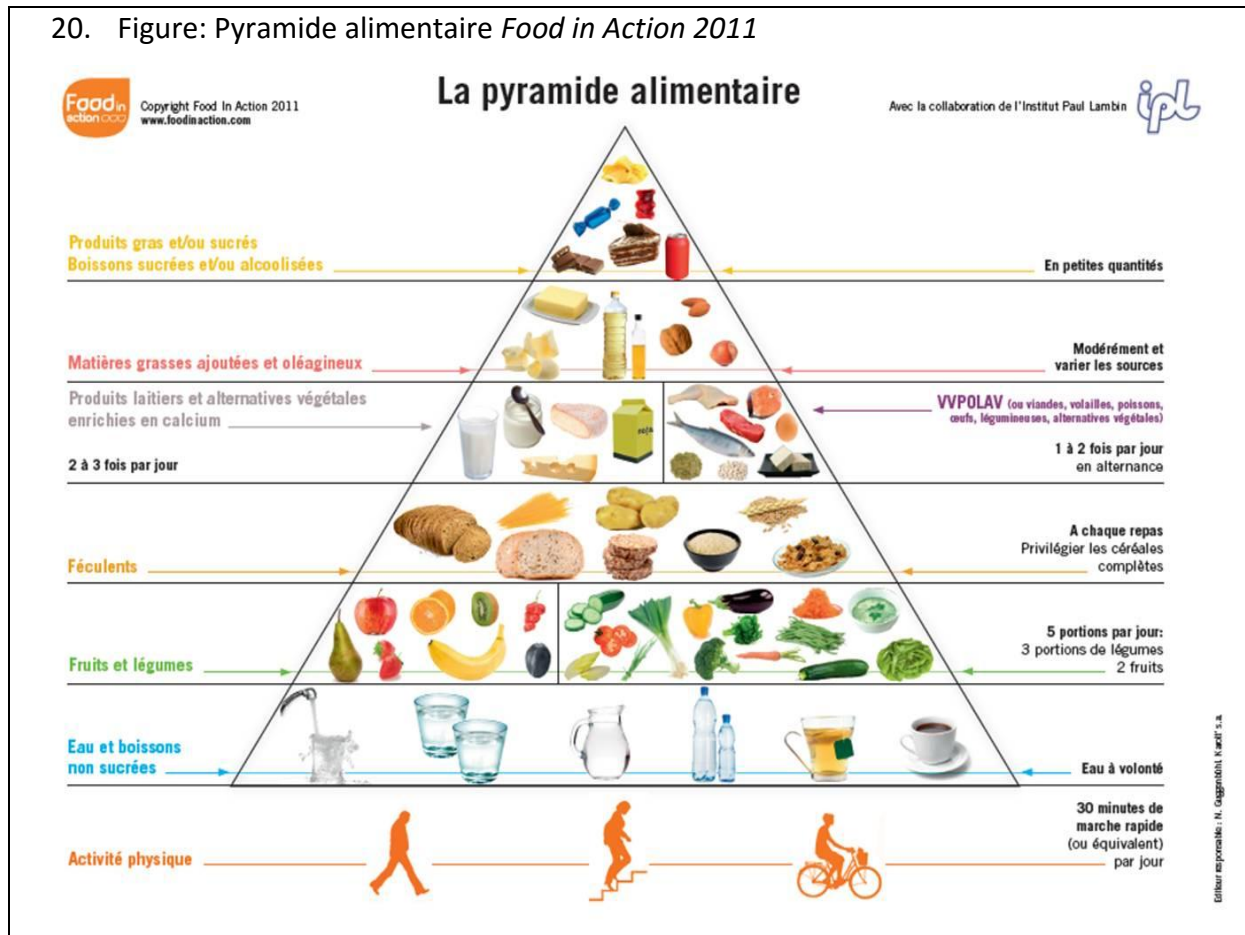 20. Figure: Pyramide alimentaire Food in Action 2011
Food in
action
Copyright Food In Action 2011
www.foodinaction.com
La pyramide alimentaire
Avec la collaboration de l'Institut Paul Lambin
ipl
Produits gras et/ou sucrés
Boissons sucrées et/ou alcoolisées
En petites quantités
Matières grasses ajoutées et oléagineux
Modérément et
varier les sources
Produits laitiers et alternatives végétales
enrichies en calcium
2 à 3 fois par jour
VVPOLAV (ou viandes, volailles, poissons,
œufs, légumineuses, alternatives végétales)
1 à 2 fois par jour
en alternance
Féculents
A chaque repas
Privilégier les céréales
complètes
Fruits et légumes
5 portions par jour:
3 portions de légumes
2 fruits
Eau et boissons
non sucrées
Eau à volonté
Activité physique
30 minutes de
marche rapide
(ou équivalent)
par jour
Editeur responsable : N. Guggenbühl, s.a.